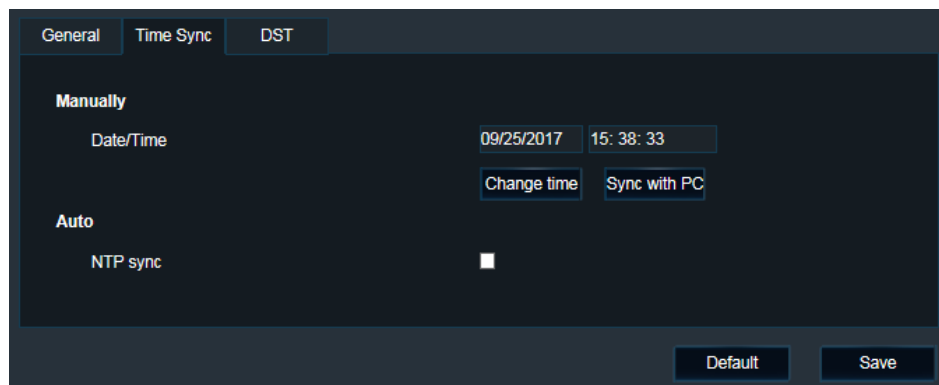 General Time Sync DST
Manually
Date/Time 09/25/2017 15: 38: 33
Change time Sync with PC
Auto
NTP sync
Default Save